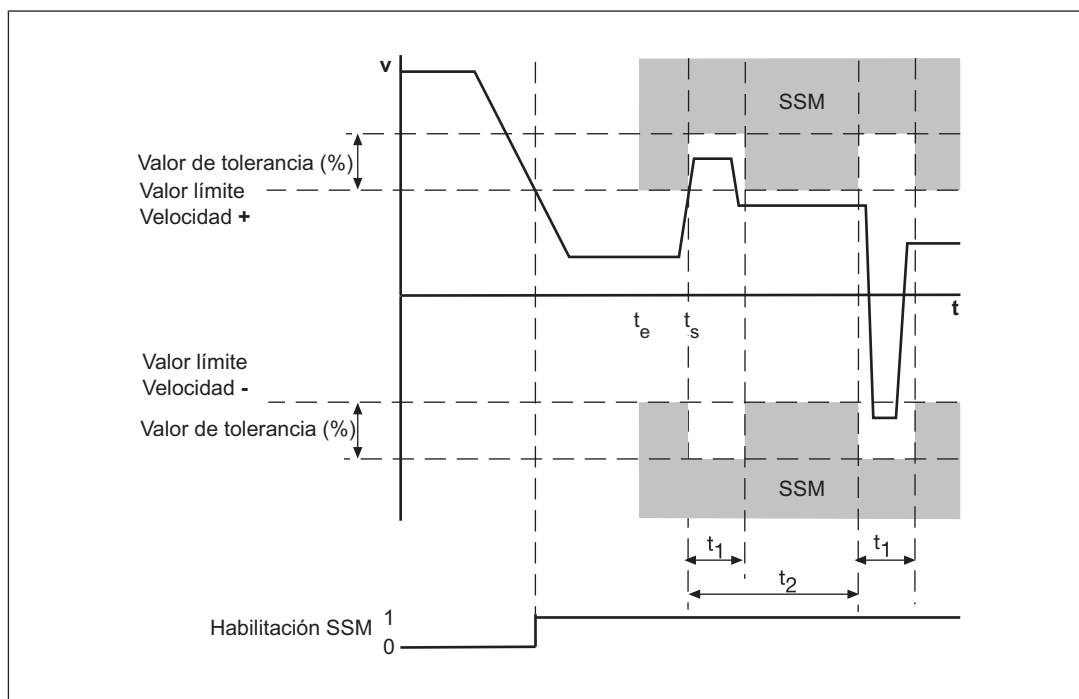 v
SSM
Valor de tolerancia (%)
Valor límite
Velocidad +
t
te
ts
Valor límite
Velocidad -
Valor de tolerancia (%)
SSM
t1
t1
t2
Habilitación SSM
1
0